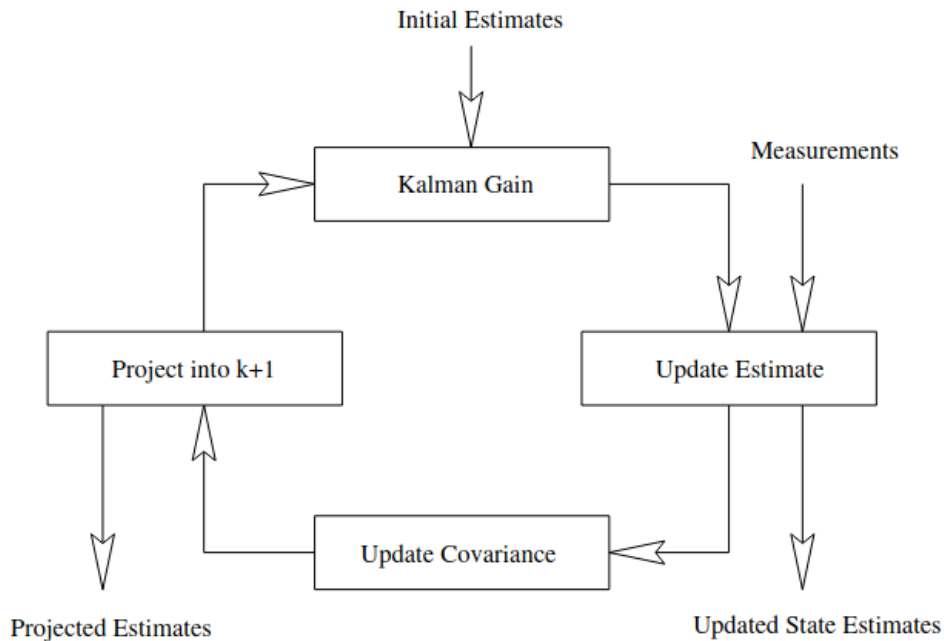 Initial Estimates
Measurements
Kalman Gain
Project into k+1
Update Estimate
Update Covariance
Projected Estimates
Updated State Estimates